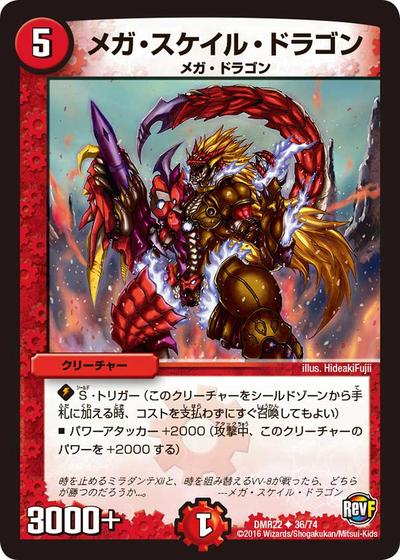 5
メガ・スケイル・ドラゴン
メガ・ドラゴン
クリーチャー
illus. HideakiFujii
S・トリガー (このクリーチャーをシールドゾーンから手
札に加える時、コストを支払わずにすぐ召喚してもよい)
■ パワーアタッカー +2000 (攻撃中、このクリーチャーの
パワーを +2000 する)
時を止めるミラダンテXIIと、時を組み替えるVV-8が戦ったら、どちら
が勝つのだろうか...。 ---メガ・スケイル・ドラゴン
3000+
1
RevF
DMR22 ◆ 36/74
©2016 Wizards/Shogakukan/Mitsui-Kids